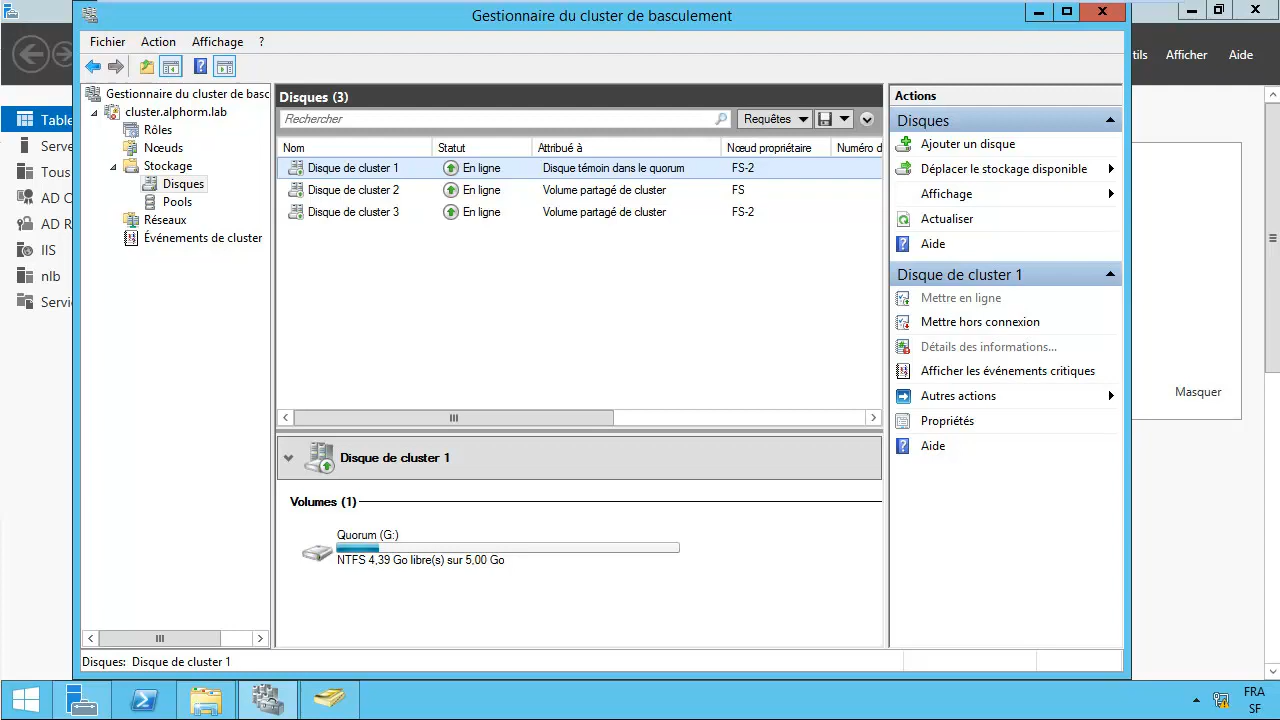 Gestionnaire du cluster de basculement
Fichier Action Affichage ?
tils Afficher Aide
Table
Serve
Tous
AD C
AD R
IIS
nlb
Servi
Gestionnaire du cluster de basc
cluster.alphorm.lab
Rôles
Nœuds
Stockage
Disques
Pools
Réseaux
Événements de cluster
Disques (3)
Rechercher
Requêtes
Nom Statut Attribué à Nœud propriétaire Numéro d
Disque de cluster 1 En ligne Disque témoin dans le quorum FS-2
Disque de cluster 2 En ligne Volume partagé de cluster FS
Disque de cluster 3 En ligne Volume partagé de cluster FS-2
Disque de cluster 1
Volumes (1)
Quorum (G:)
NTFS 4,39 Go libre(s) sur 5,00 Go
Actions
Disques
Ajouter un disque
Déplacer le stockage disponible
Affichage
Actualiser
Aide
Disque de cluster 1
Mettre en ligne
Mettre hors connexion
Détails des informations...
Afficher les événements critiques
Autres actions
Propriétés
Aide
Masquer
Disques: Disque de cluster 1
FRA
SF